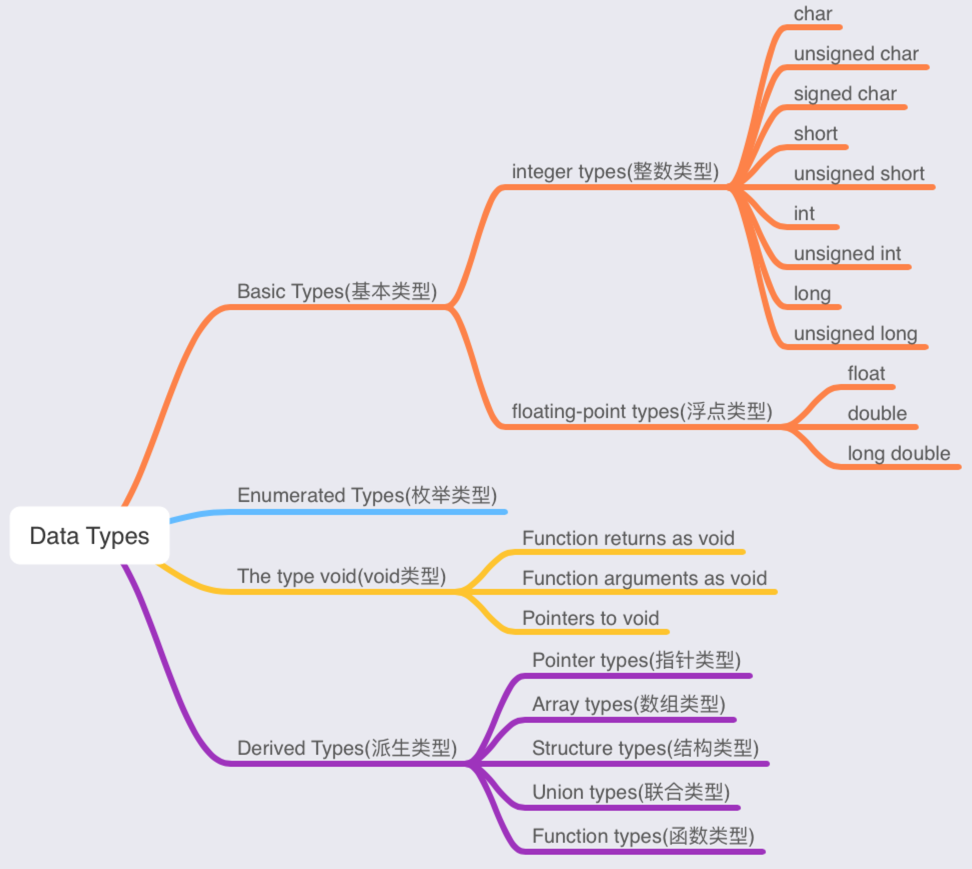 Data Types
Basic Types(基本类型)
integer types(整数类型)
char
unsigned char
signed char
short
unsigned short
int
unsigned int
long
unsigned long
floating-point types(浮点类型)
float
double
long double
Enumerated Types(枚举类型)
The type void(void类型)
Function returns as void
Function arguments as void
Pointers to void
Derived Types(派生类型)
Pointer types(指针类型)
Array types(数组类型)
Structure types(结构类型)
Union types(联合类型)
Function types(函数类型)